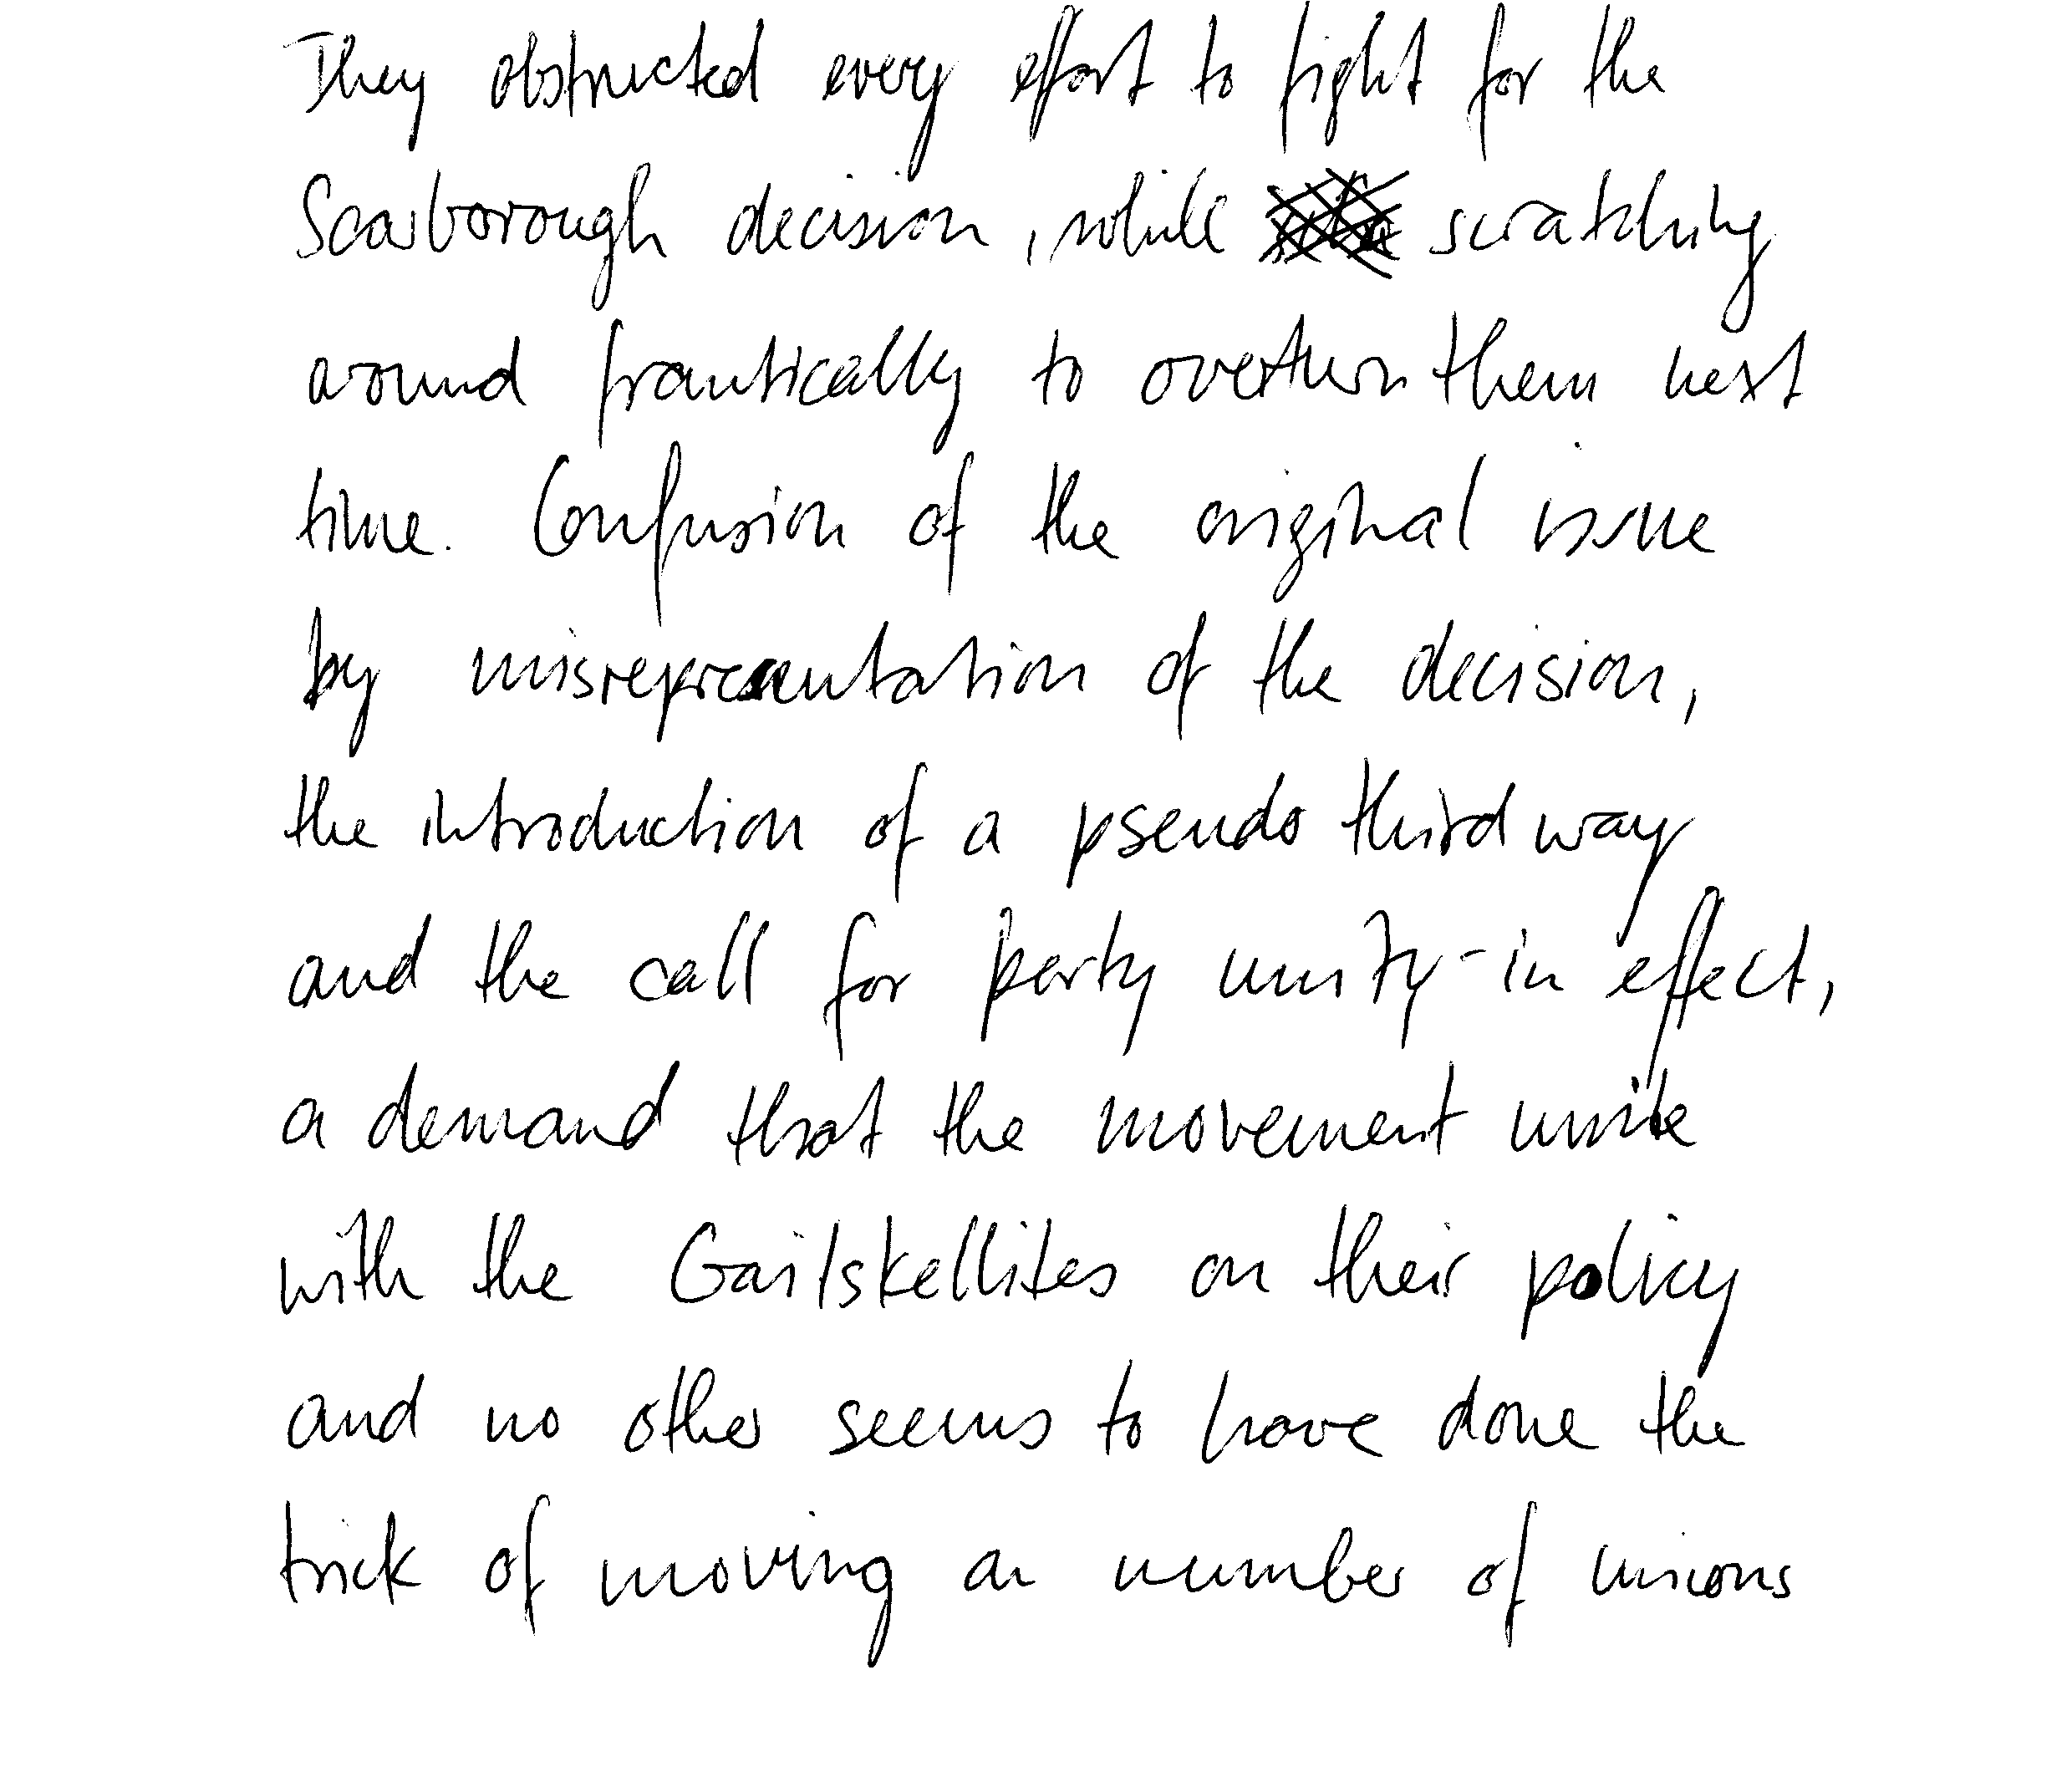 They obstructed every effort to fight for the
Scarborough decision, while scratching
around frantically to overturn them next
time. Confusion of the original issue
by misrepresentation of the decision,
the introduction of a pseudo third way
and the call for party unity - in effect,
a demand that the movement unite
with the Gaitskellites on their policy
and no other seems to have done the
trick of moving a number of unions